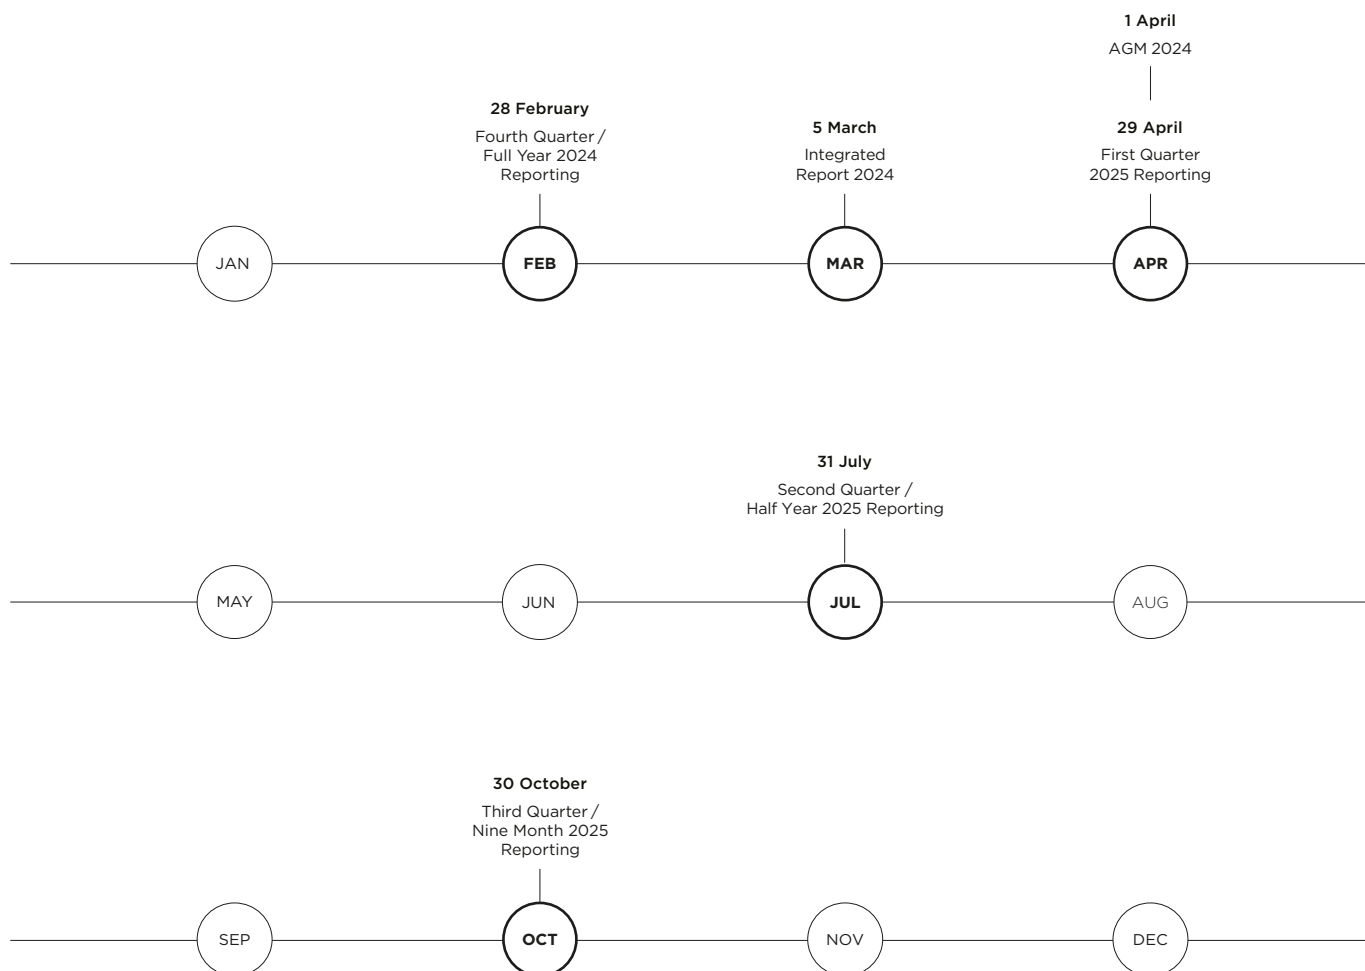 1 April
AGM 2024
28 February
Fourth Quarter /
Full Year 2024
Reporting
5 March
Integrated
Report 2024
29 April
First Quarter
2025 Reporting
JAN
FEB
MAR
APR
31 July
Second Quarter /
Half Year 2025 Reporting
MAY
JUN
JUL
AUG
30 October
Third Quarter /
Nine Month 2025
Reporting
SEP
OCT
NOV
DEC